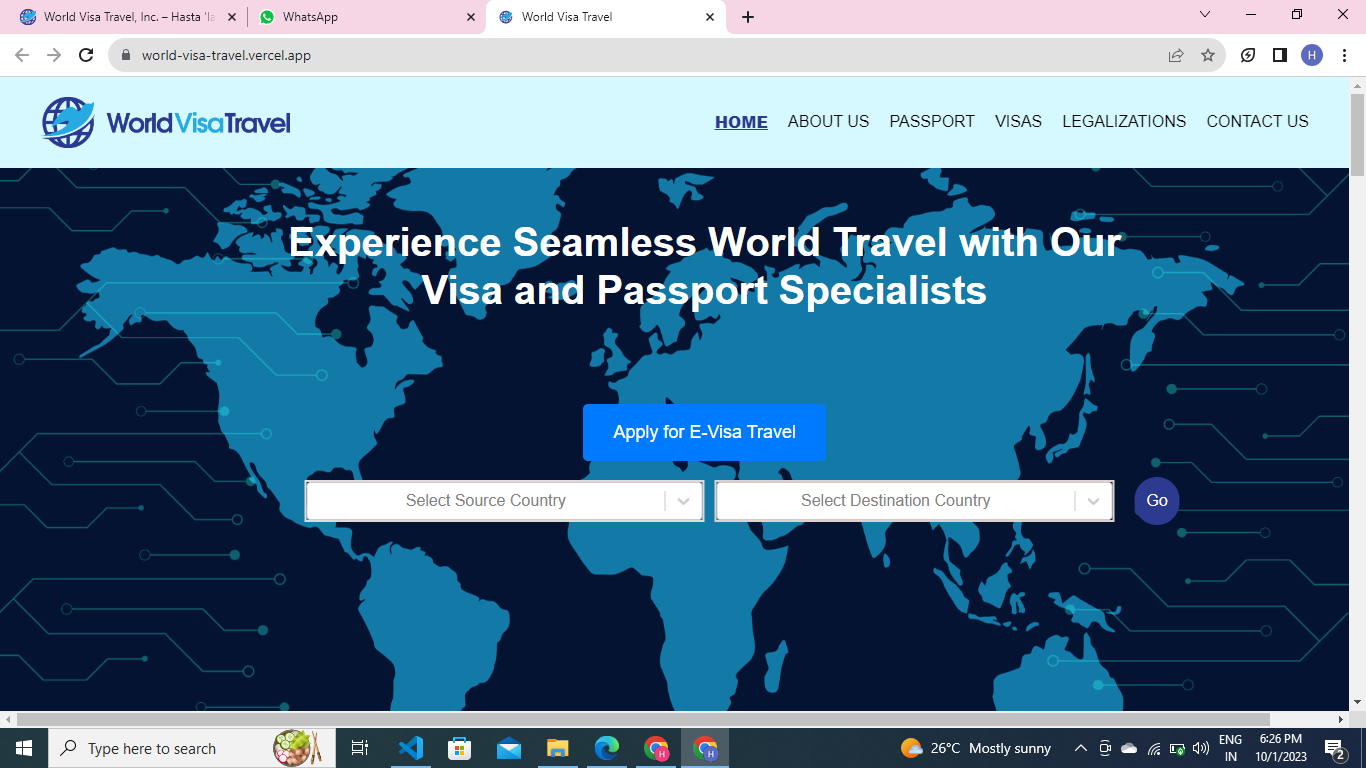 World Visa Travel, Inc. – Hasta 'la
WhatsApp
World Visa Travel
world-visa-travel.vercel.app
H
WorldVisaTravel
HOME ABOUT US PASSPORT VISAS LEGALIZATIONS CONTACT US
Experience Seamless World Travel with Our
Visa and Passport Specialists
Apply for E-Visa Travel
Select Source Country
Select Destination Country
Go
Type here to search
H
H
26°C Mostly sunny
ENG
IN
6:26 PM
10/1/2023
2